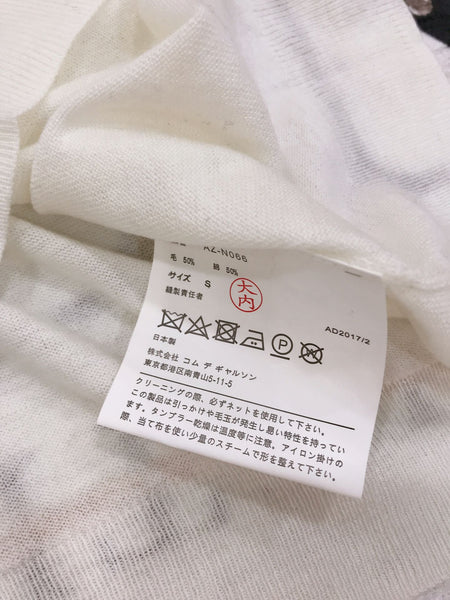 AZ-N066
毛 50% 綿 50%
サイズ S
縫製責任者
大内
AD2017/2
日本製
株式会社 コム デ ギャルソン
東京都港区南青山5-11-5
クリーニングの際、必ずネットを使用して下さい。
この製品は引っかけや毛玉が発生し易い特性を持ってい
ます。タンブラー乾燥は温度等に注意。アイロン掛けの
際、当て布を使い少量のスチームで形を整えて下さい。